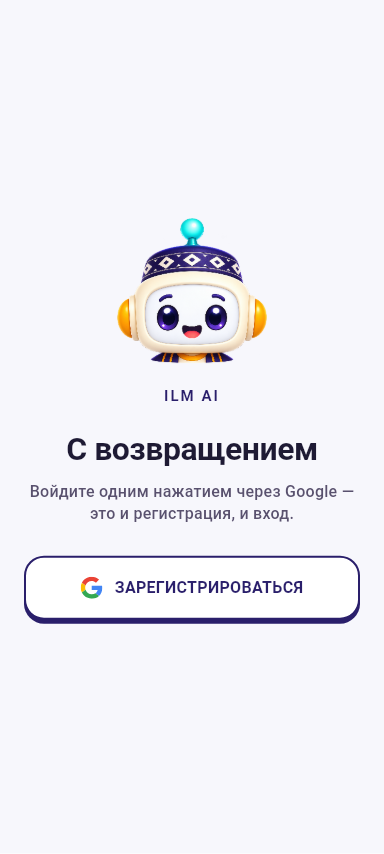 ILM AI
С возвращением
Войдите одним нажатием через Google —
это и регистрация, и вход.
ЗАРЕГИСТРИРОВАТЬСЯ